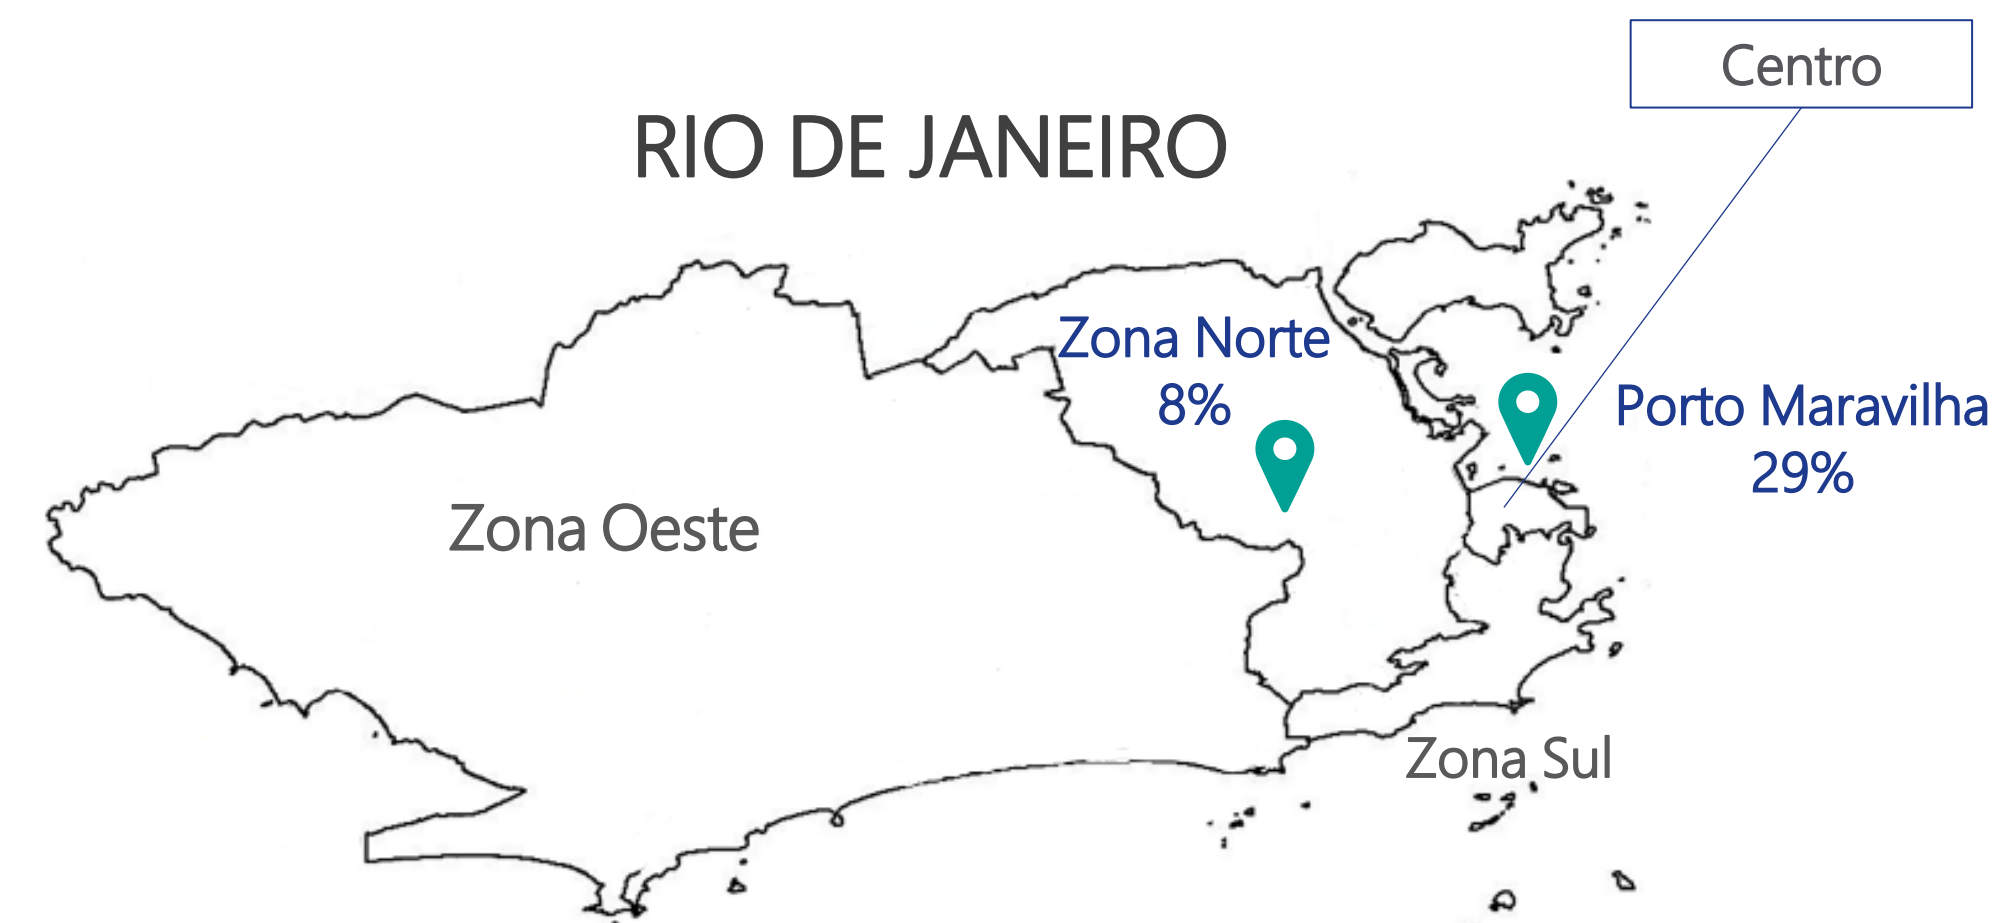 Centro
RIO DE JANEIRO
Zona Norte
8%
Porto Maravilha
29%
Zona Oeste
Zona Sul